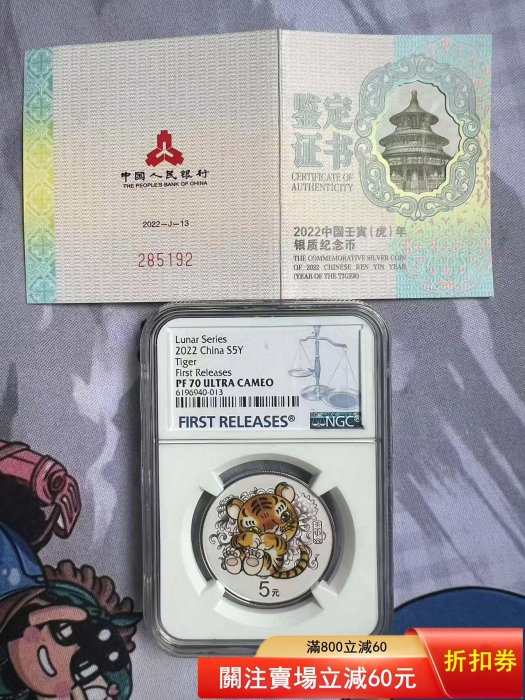 中国人民银行
THE PEOPLE'S BANK OF CHINA
2022-J-13
285192
鉴定
证书
CERTIFICATE OF
AUTHENTICITY
2022中国壬寅(虎)年
银质纪念币
THE COMMEMORATIVE SILVER COIN
OF 2022 CHINESE REN YIN YEAR
(YEAR OF THE TIGER)
Lunar Series
2022 China S5Y
Tiger
First Releases
PF 70 ULTRA CAMEO
6196940-013
FIRST RELEASES®
NGC
5元
滿800立減60
關注賣場立減60元
折扣券